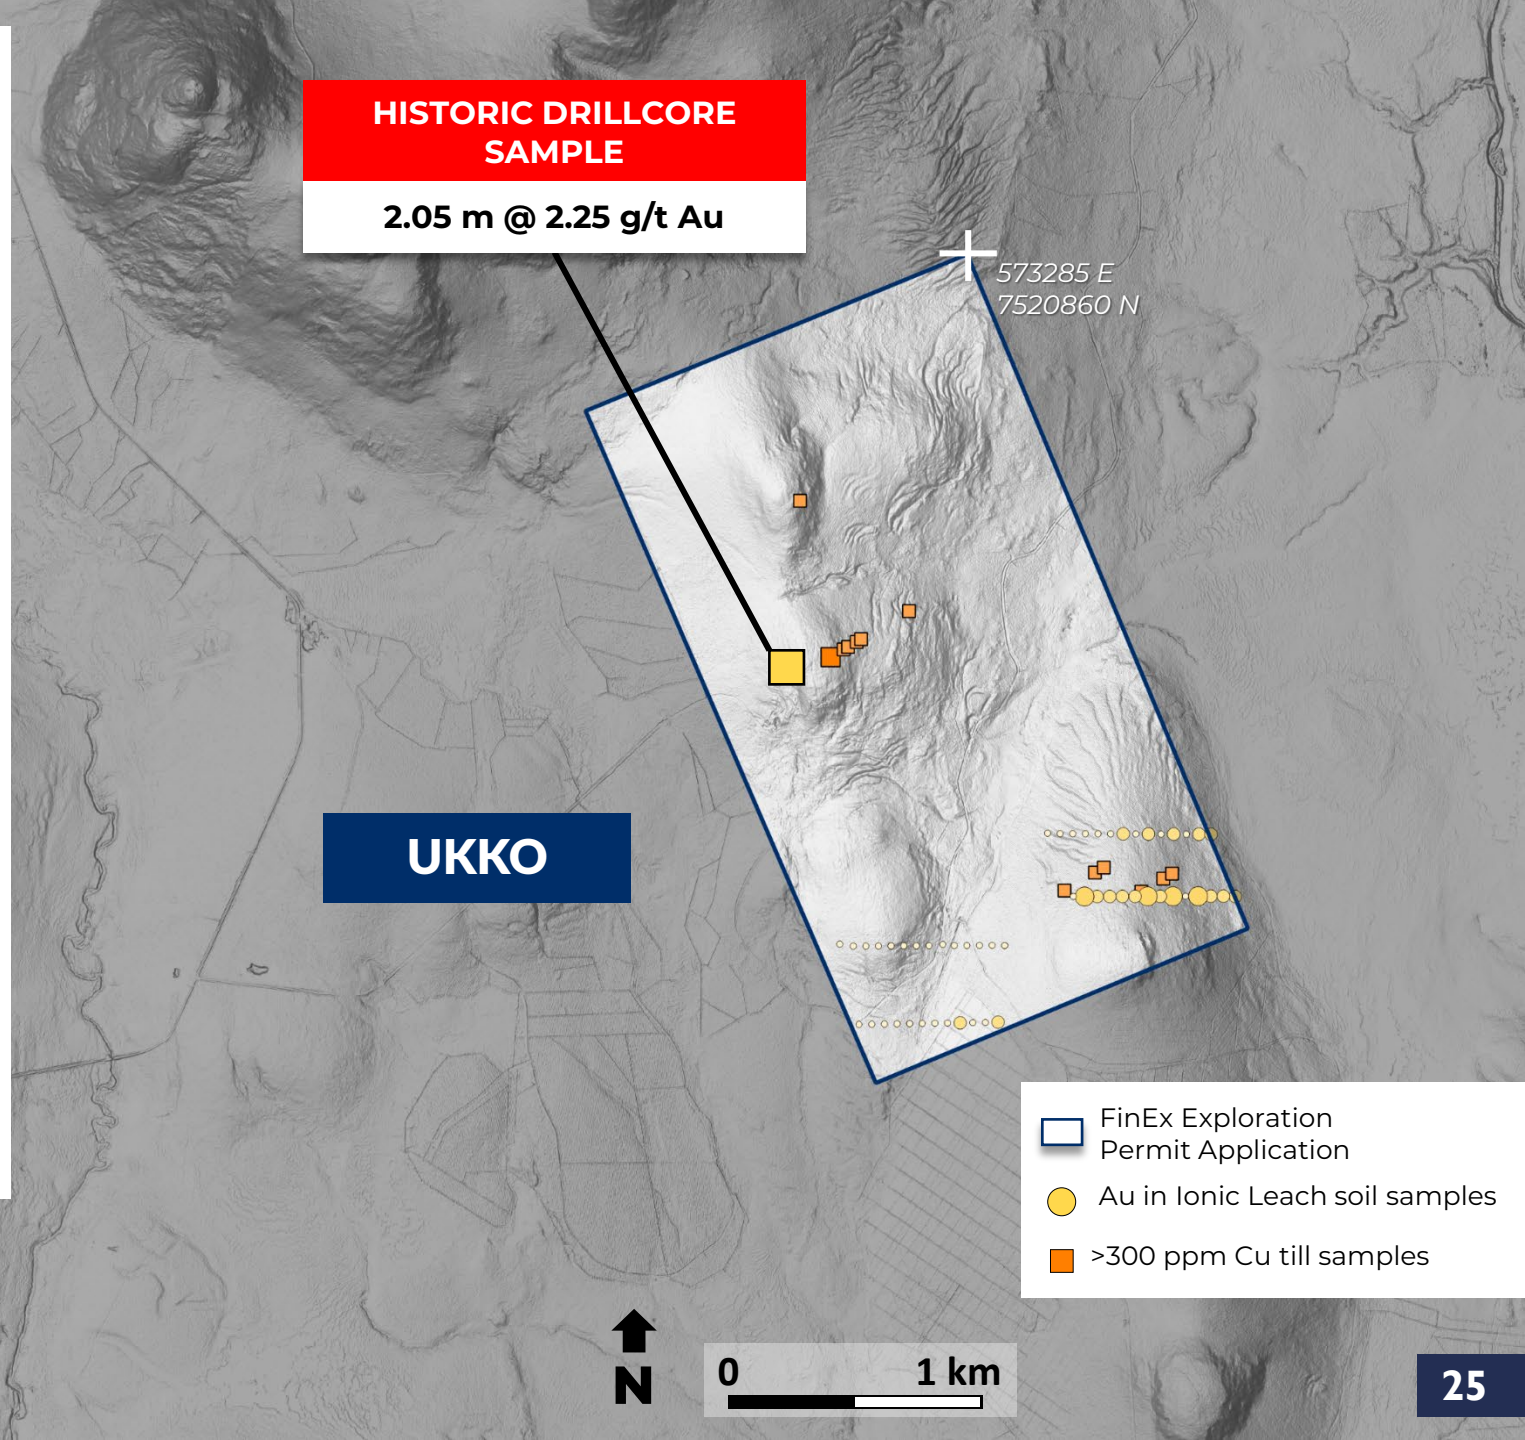 HISTORIC DRILLCORE
SAMPLE
2.05 m @ 2.25 g/t Au
573285 E
7520860 N
UKKO
FinEx Exploration
Permit Application
Au in Ionic Leach soil samples
>300 ppm Cu till samples
N
0 1 km
25